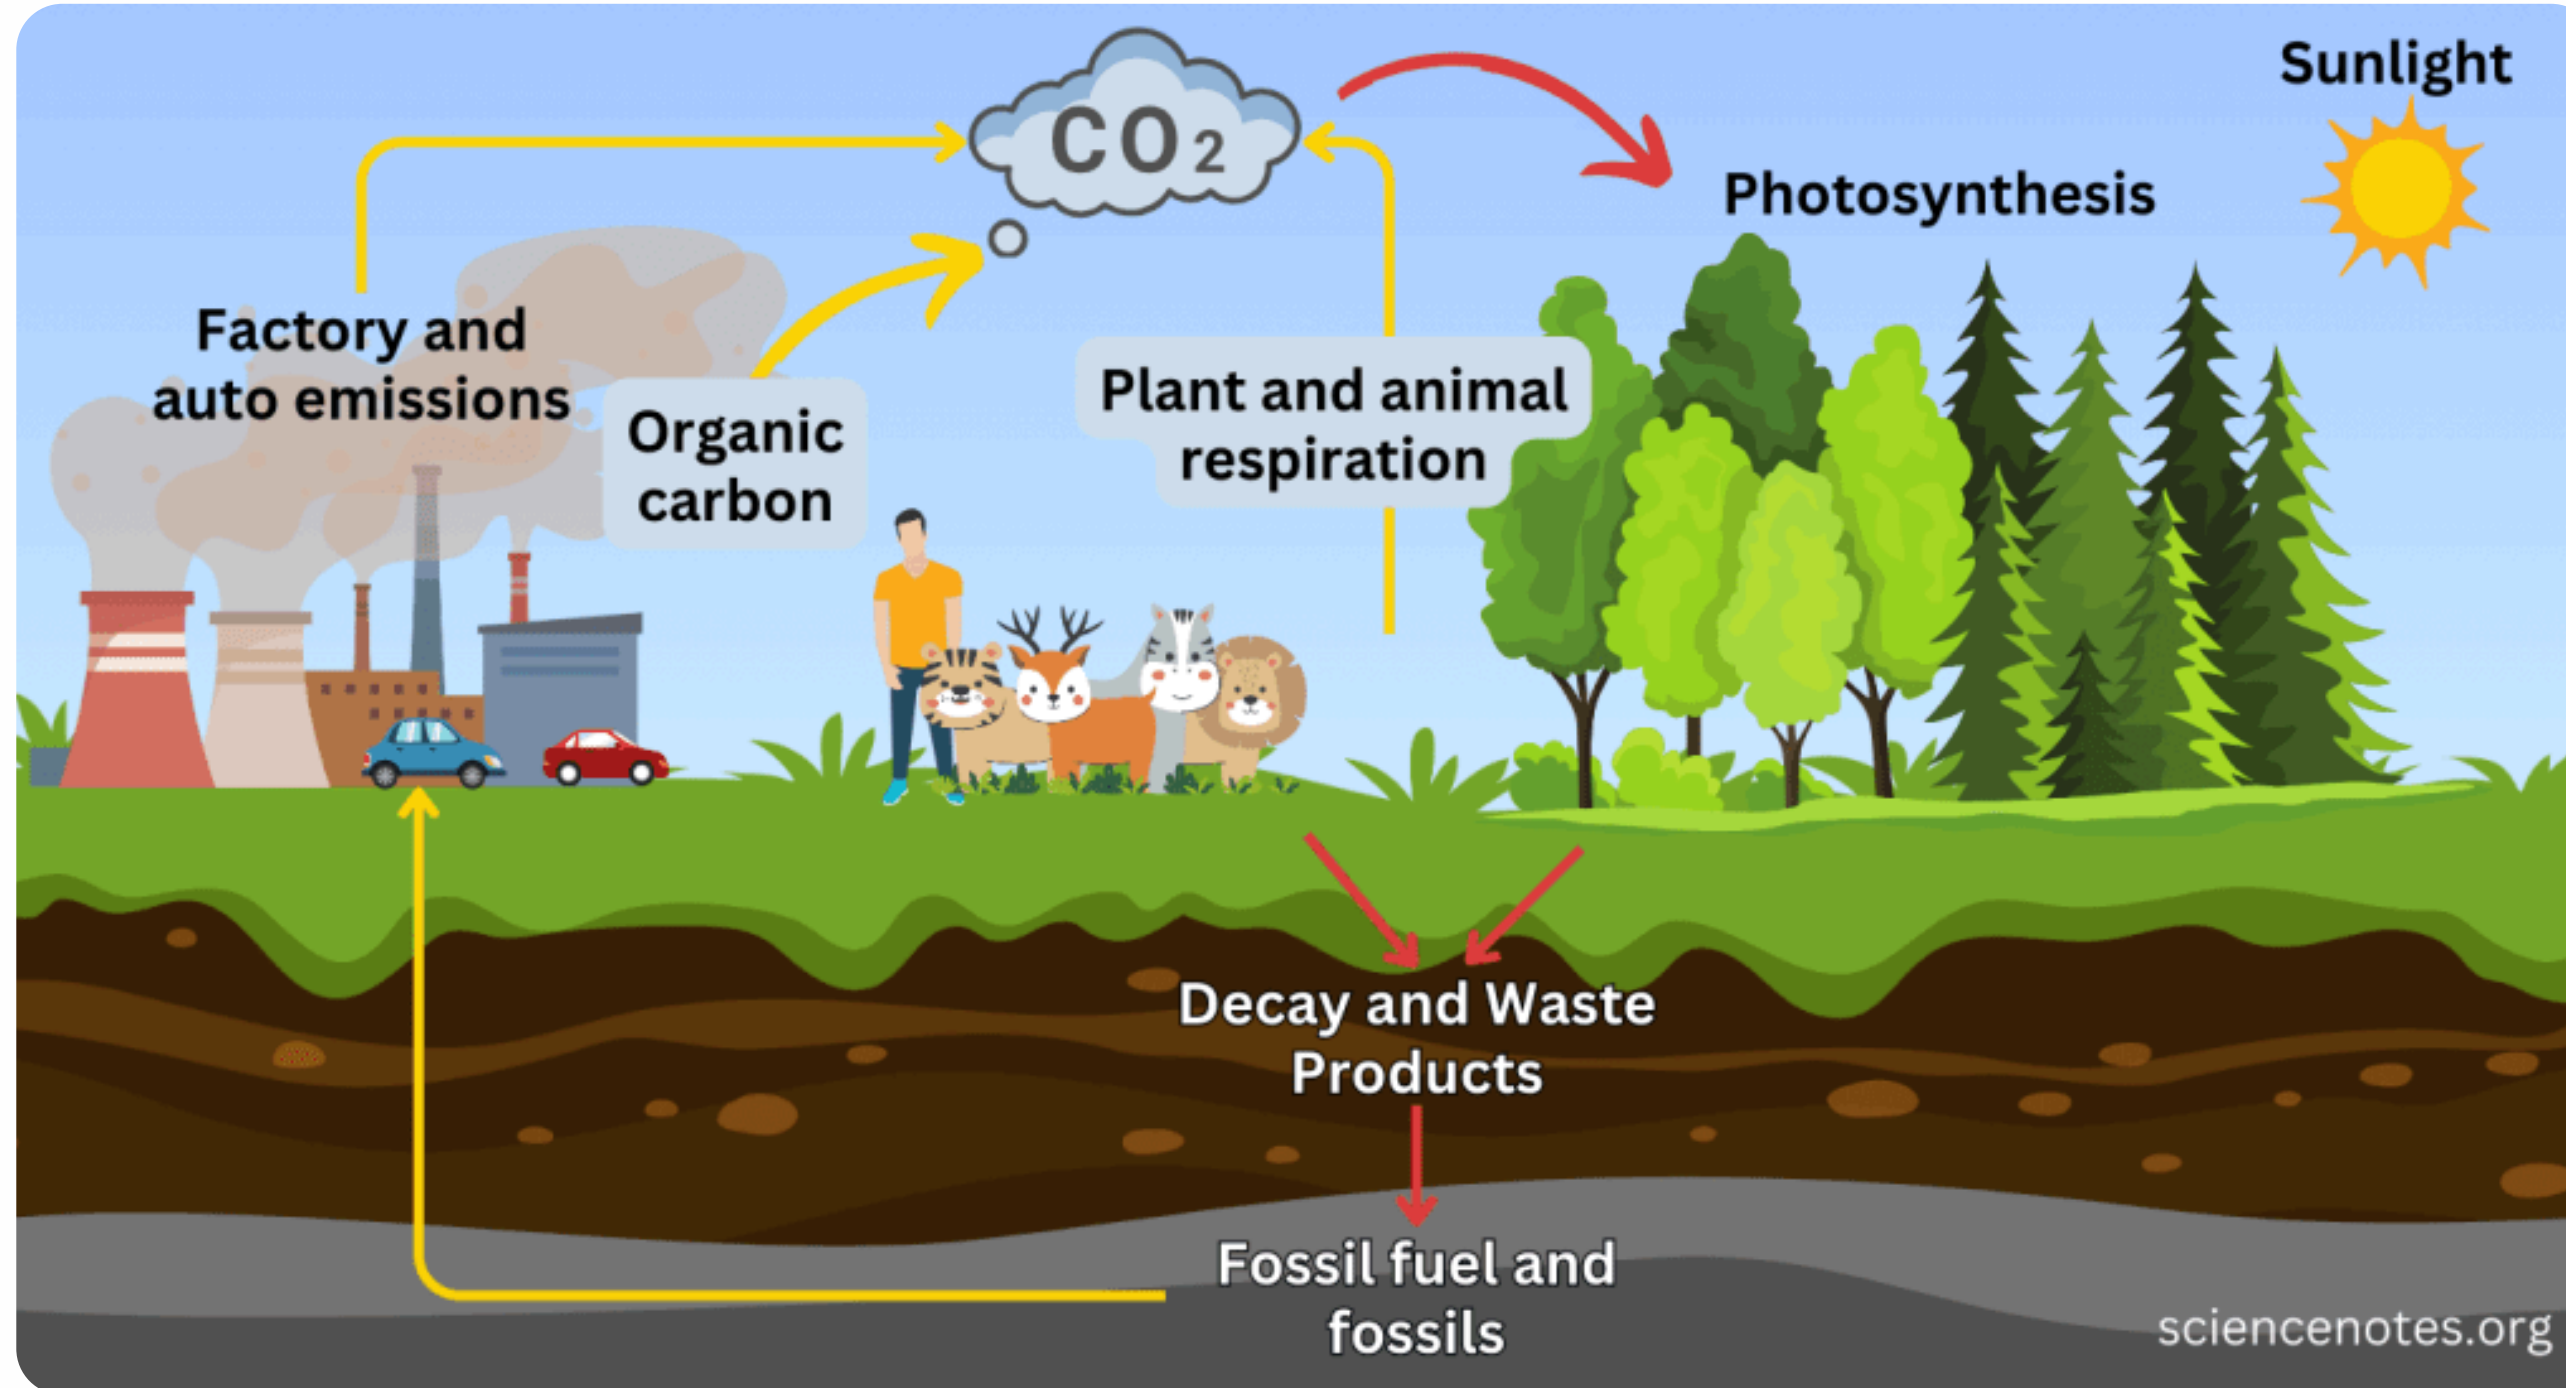 CO₂
Sunlight
Photosynthesis
Factory and
auto emissions
Organic
carbon
Plant and animal
respiration
Decay and Waste
Products
Fossil fuel and
fossils
sciencenotes.org